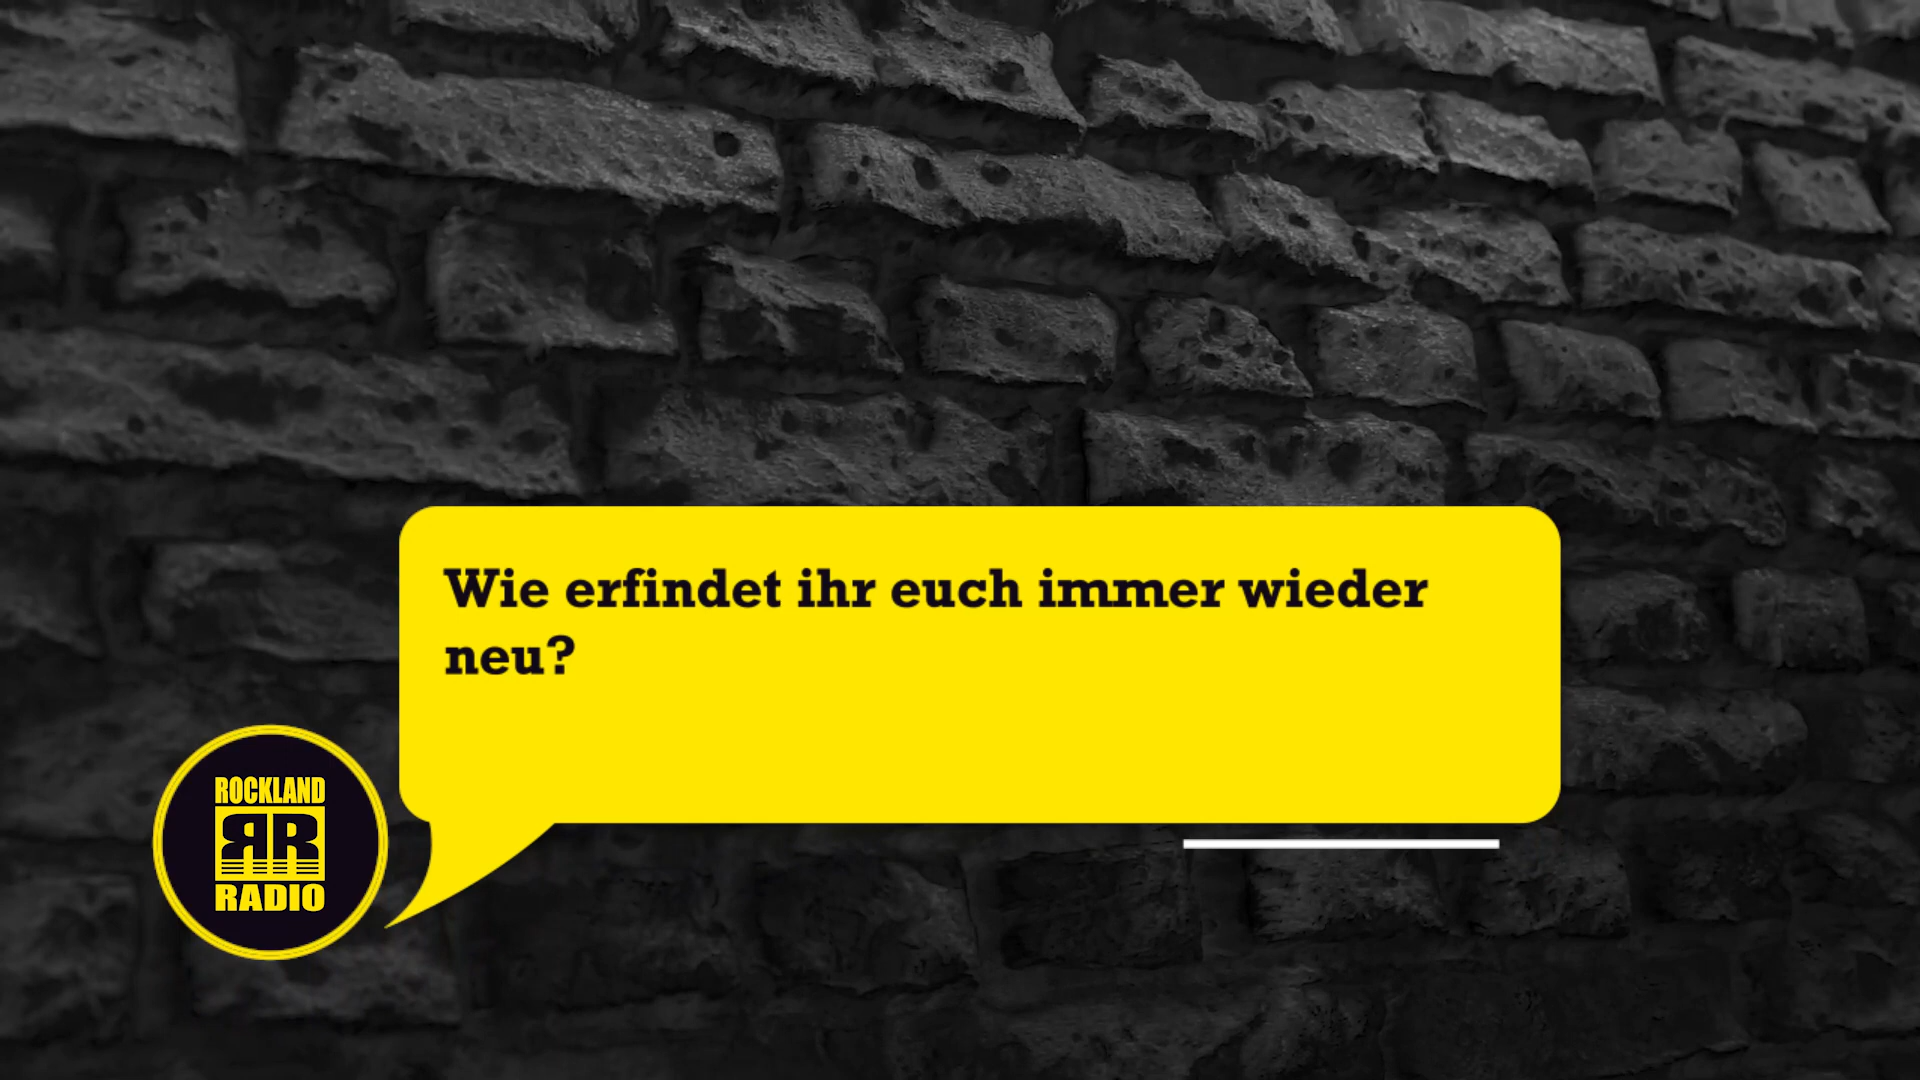 Wie erfindet ihr euch immer wieder
neu?
ROCKLAND
RR
RADIO